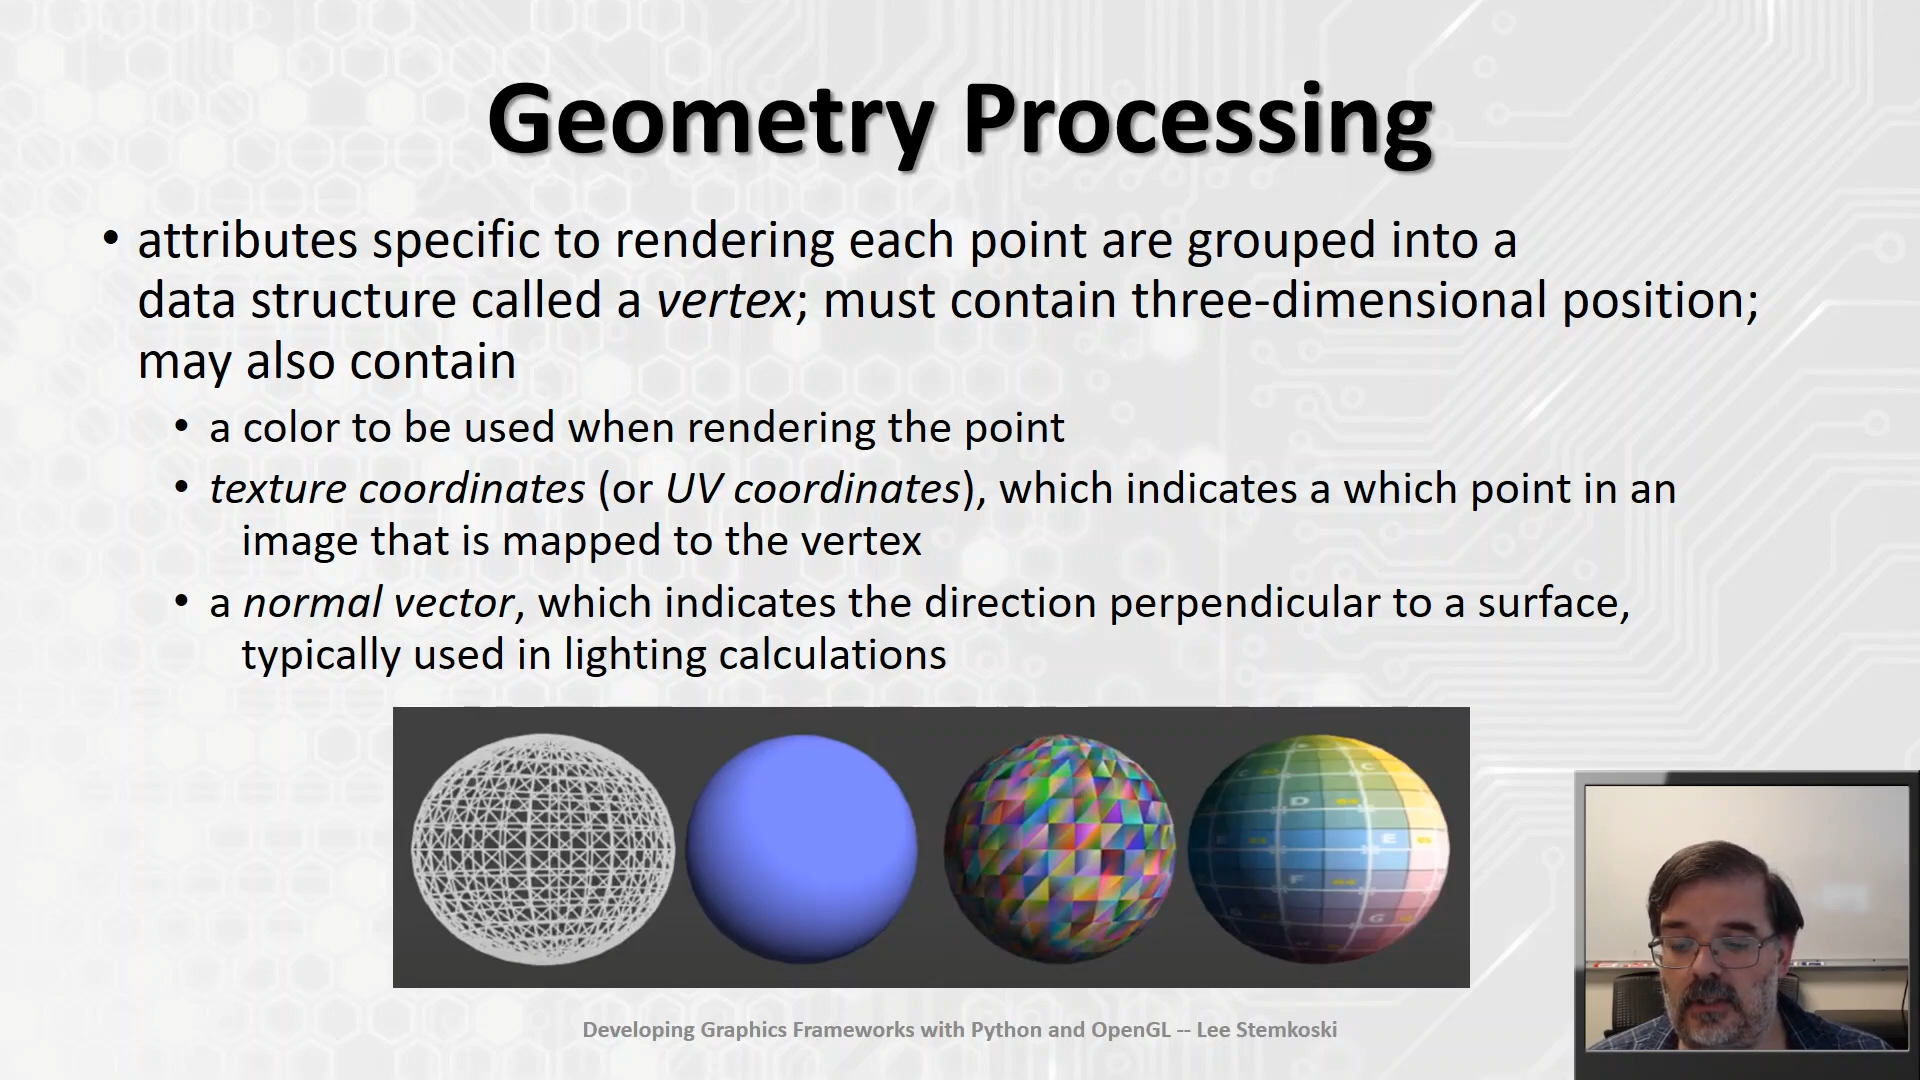 Geometry Processing
• attributes specific to rendering each point are grouped into a
data structure called a vertex; must contain three-dimensional position;
may also contain
• a color to be used when rendering the point
• texture coordinates (or UV coordinates), which indicates a which point in an
image that is mapped to the vertex
• a normal vector, which indicates the direction perpendicular to a surface,
typically used in lighting calculations
C C
D
E E
F
G G
Developing Graphics Frameworks with Python and OpenGL -- Lee Stemkoski